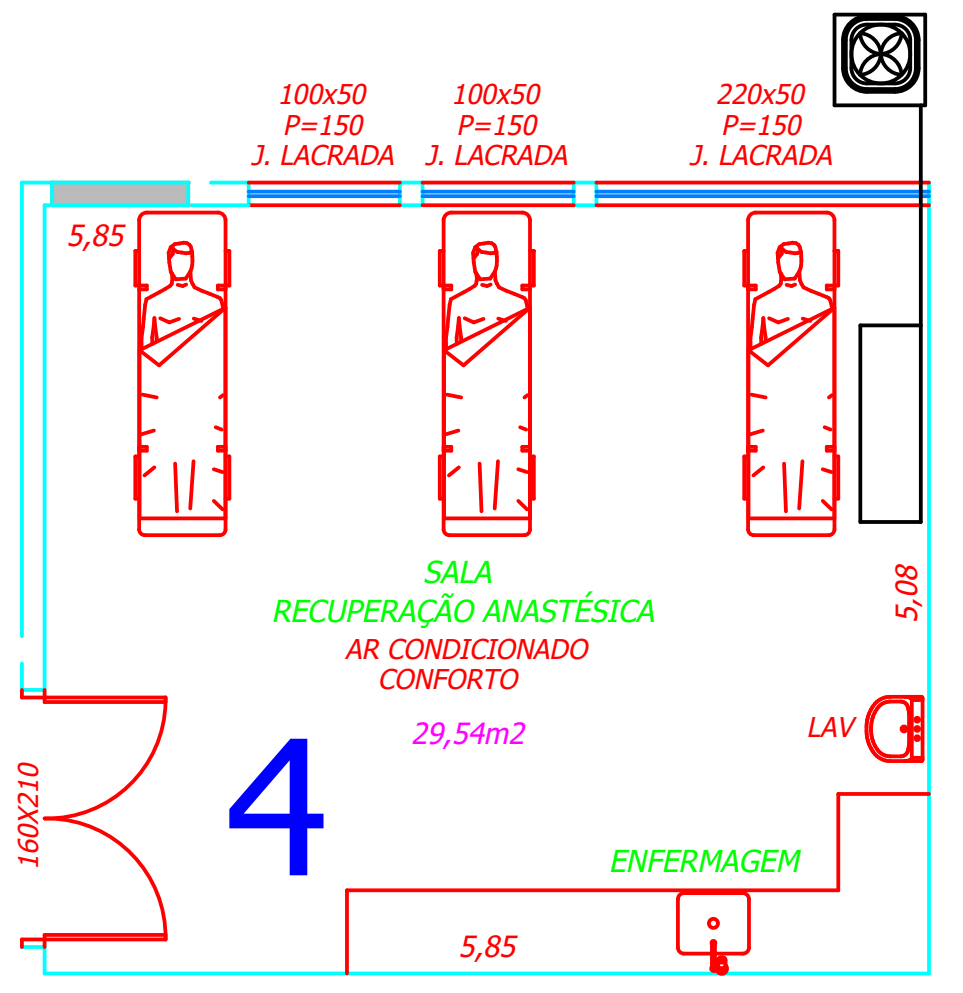 100x50
P=150
J. LACRADA
100x50
P=150
J. LACRADA
220x50
P=150
J. LACRADA
5,85
5,08
SALA
RECUPERAÇÃO ANASTÉSICA
AR CONDICIONADO
CONFORTO
29,54m2
LAV
160X210
4
ENFERMAGEM
5,85